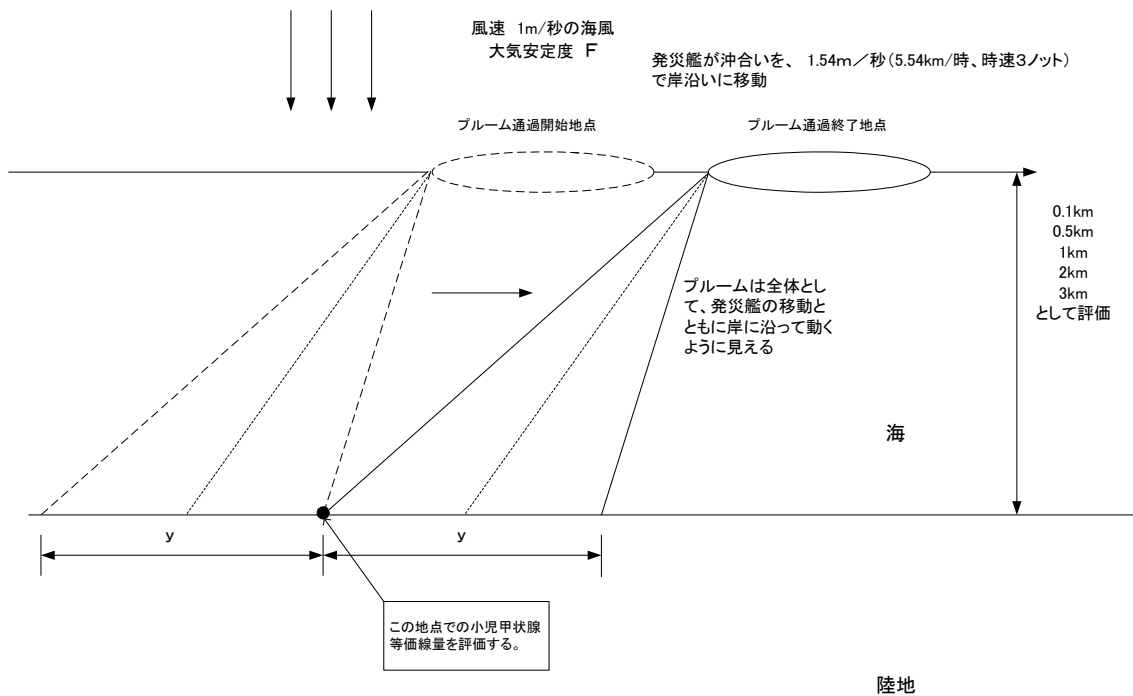 風速 1m/秒の海風
大気安定度 F
発災艦が沖合いを、 1.54m/秒(5.54km/時、時速3ノット)
で岸沿いに移動
プルーム通過開始地点
プルーム通過終了地点
0.1km
0.5km
1km
2km
3km
として評価
プルームは全体とし
て、発災艦の移動と
ともに岸に沿って動く
ように見える
海
y
y
この地点での小児甲状腺
等価線量を評価する。
陸地